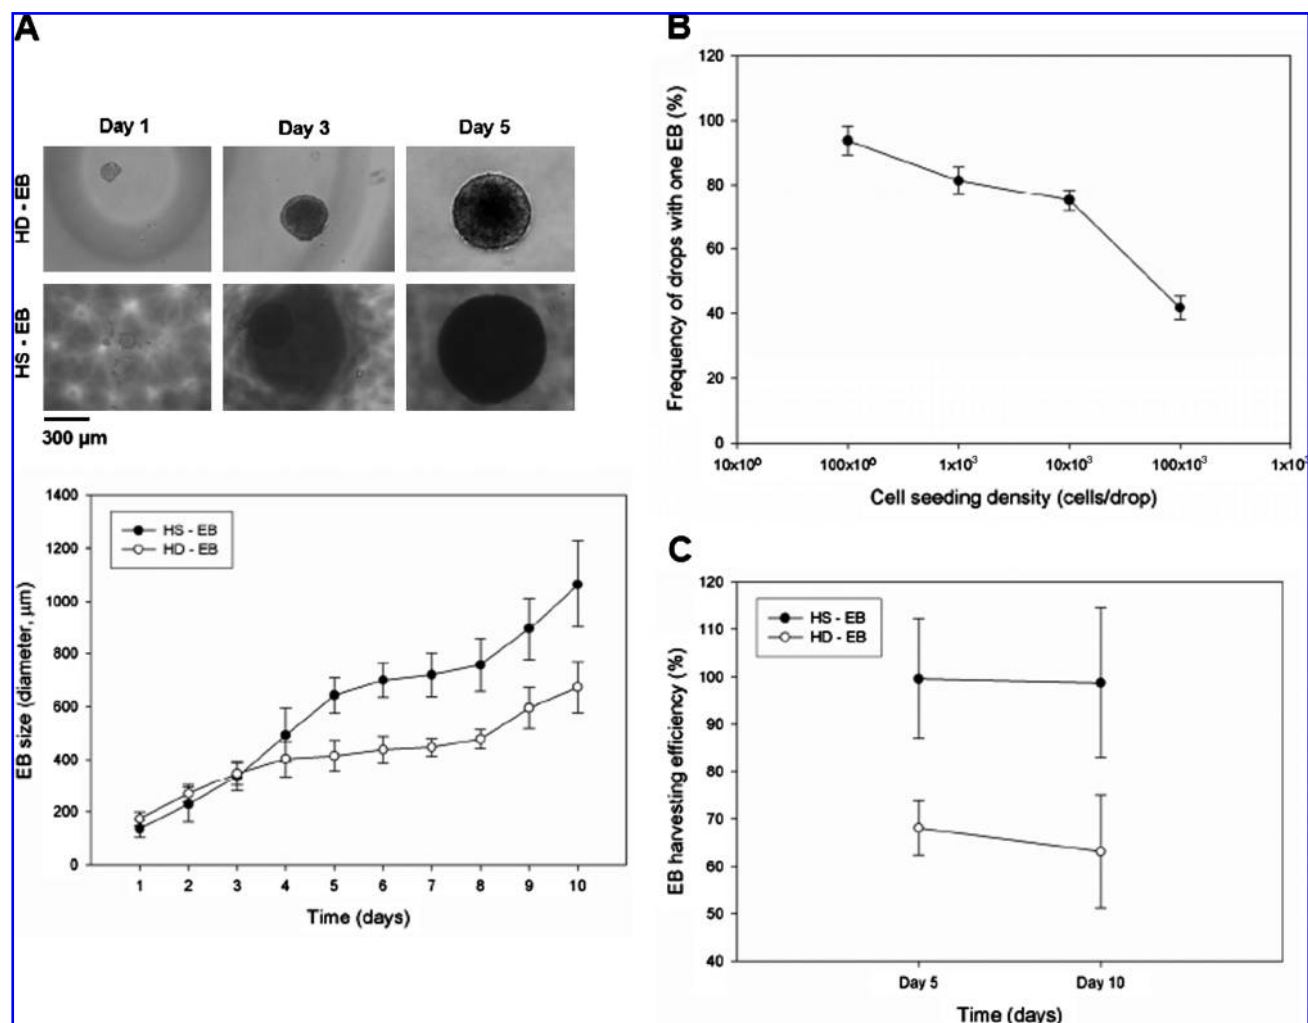 A
Day 1 Day 3 Day 5
HD - EB
HS - EB
300 µm
1400
1200
1000
800
600
400
200
0
EB size (diameter, µm)
HS - EB
HD - EB
1 2 3 4 5 6 7 8 9 10
Time (days)
B
120
100
80
60
40
20
0
Frequency of drops with one EB (%)
10x10⁰ 100x10⁰ 1x10³ 10x10³ 100x10³
Cell seeding density (cells/drop)
C
120
110
100
90
80
70
60
50
40
EB harvesting efficiency (%)
HS - EB
HD - EB
Day 5 Day 10
Time (days)